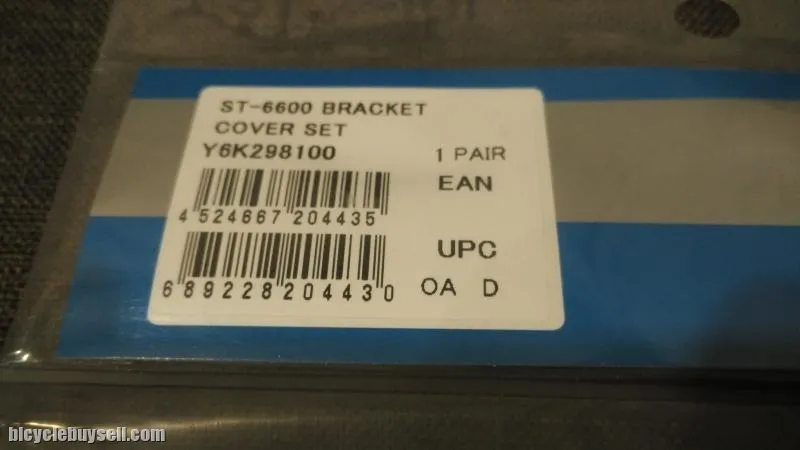 ST-6600 BRACKET
COVER SET
Y6K298100
1 PAIR
EAN
4 524667 204435
UPC
6 89228 20443 0
OA D
bicyclebuysell.com